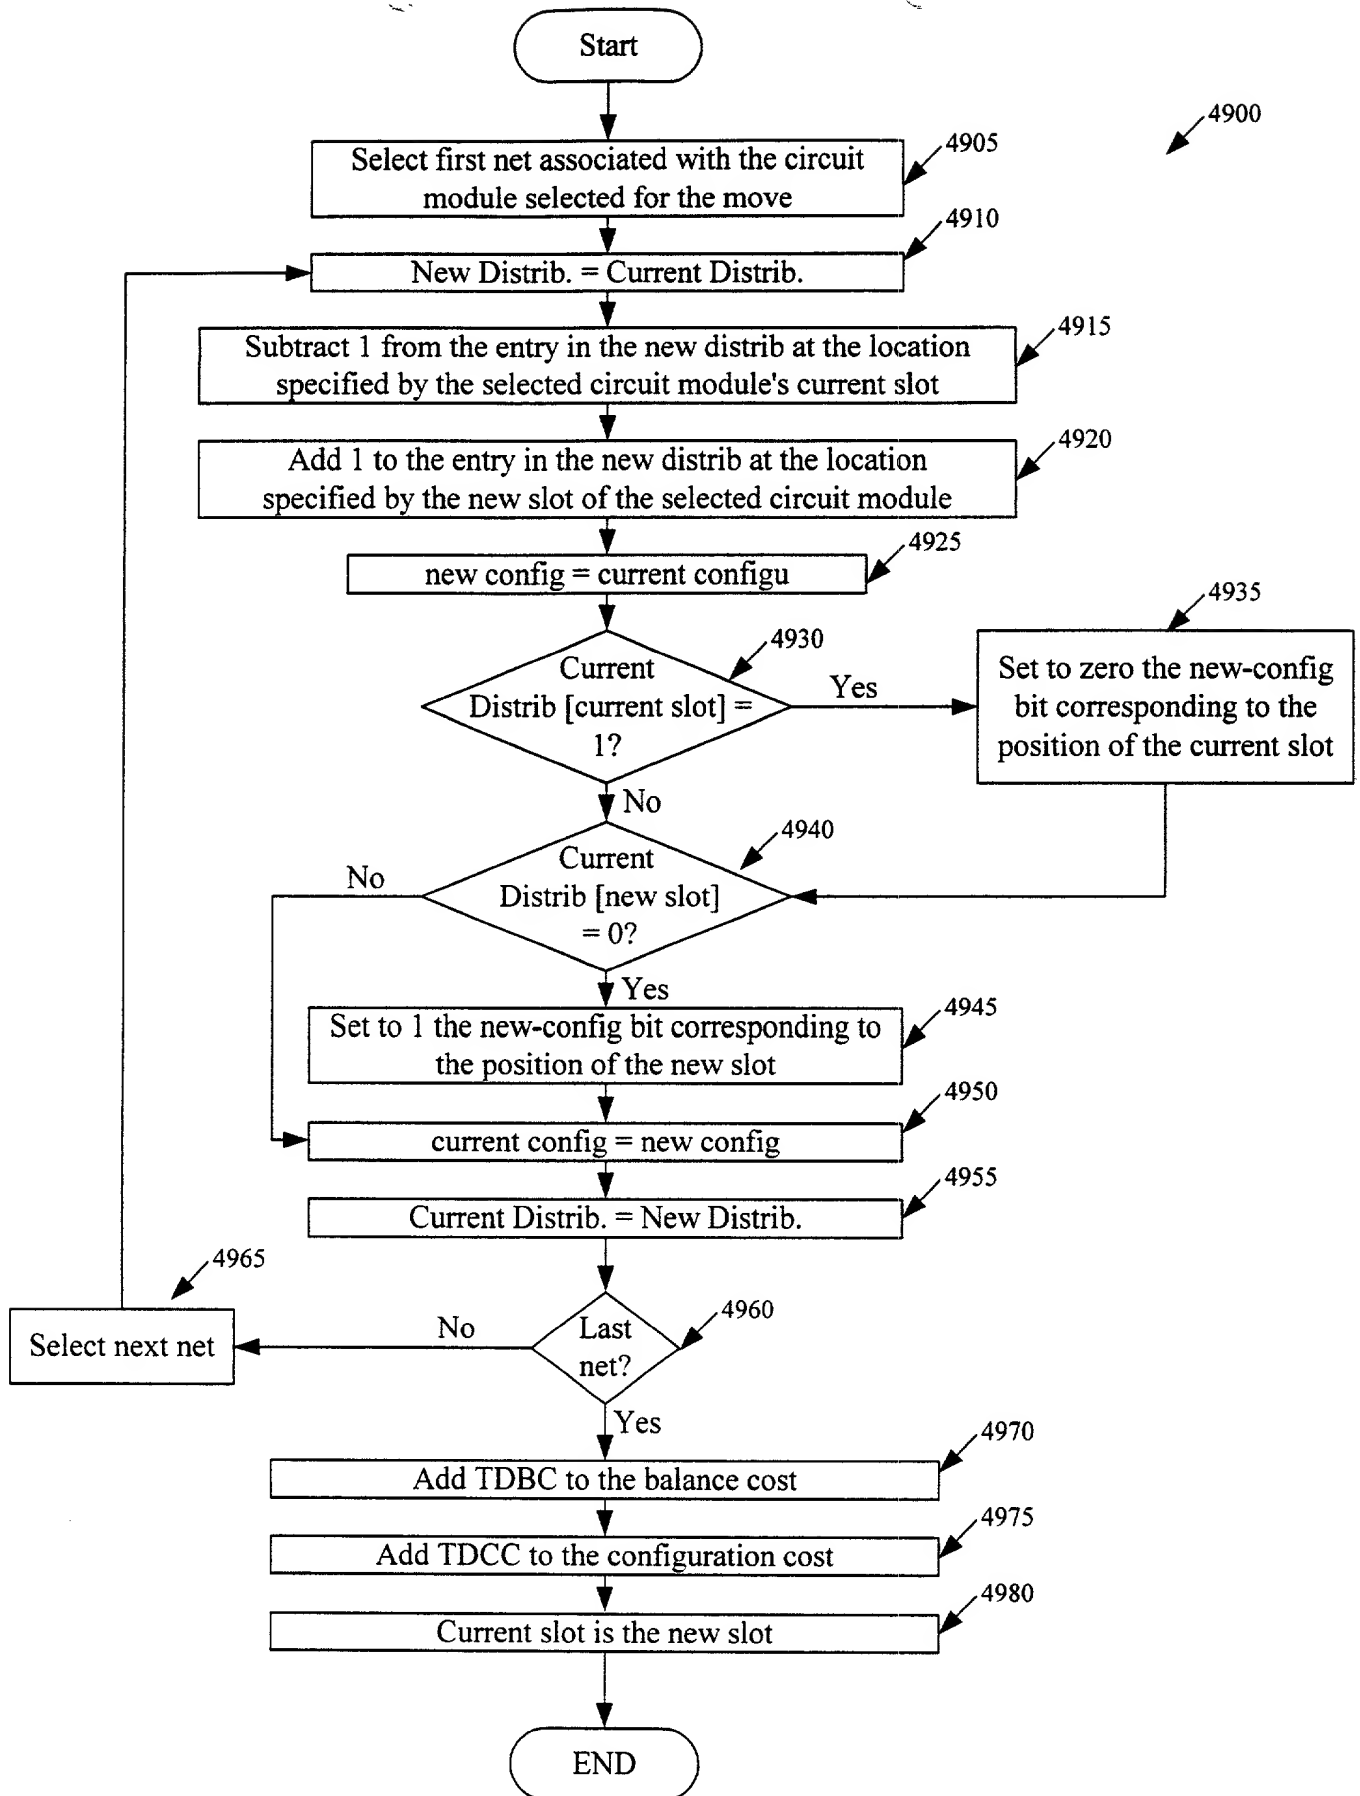 Start
4900
4905
Select first net associated with the circuit
module selected for the move
4910
New Distrib. = Current Distrib.
4915
Subtract 1 from the entry in the new distrib at the location
specified by the selected circuit module's current slot
4920
Add 1 to the entry in the new distrib at the location
specified by the new slot of the selected circuit module
4925
new config = current configu
4930
Current
Distrib [current slot] =
1?
Yes
4935
Set to zero the new-config
bit corresponding to the
position of the current slot
No
4940
Current
Distrib [new slot]
= 0?
No
Yes
4945
Set to 1 the new-config bit corresponding to
the position of the new slot
4950
current config = new config
4955
Current Distrib. = New Distrib.
4960
Last
net?
No
4965
Select next net
Yes
4970
Add TDBC to the balance cost
4975
Add TDCC to the configuration cost
4980
Current slot is the new slot
END